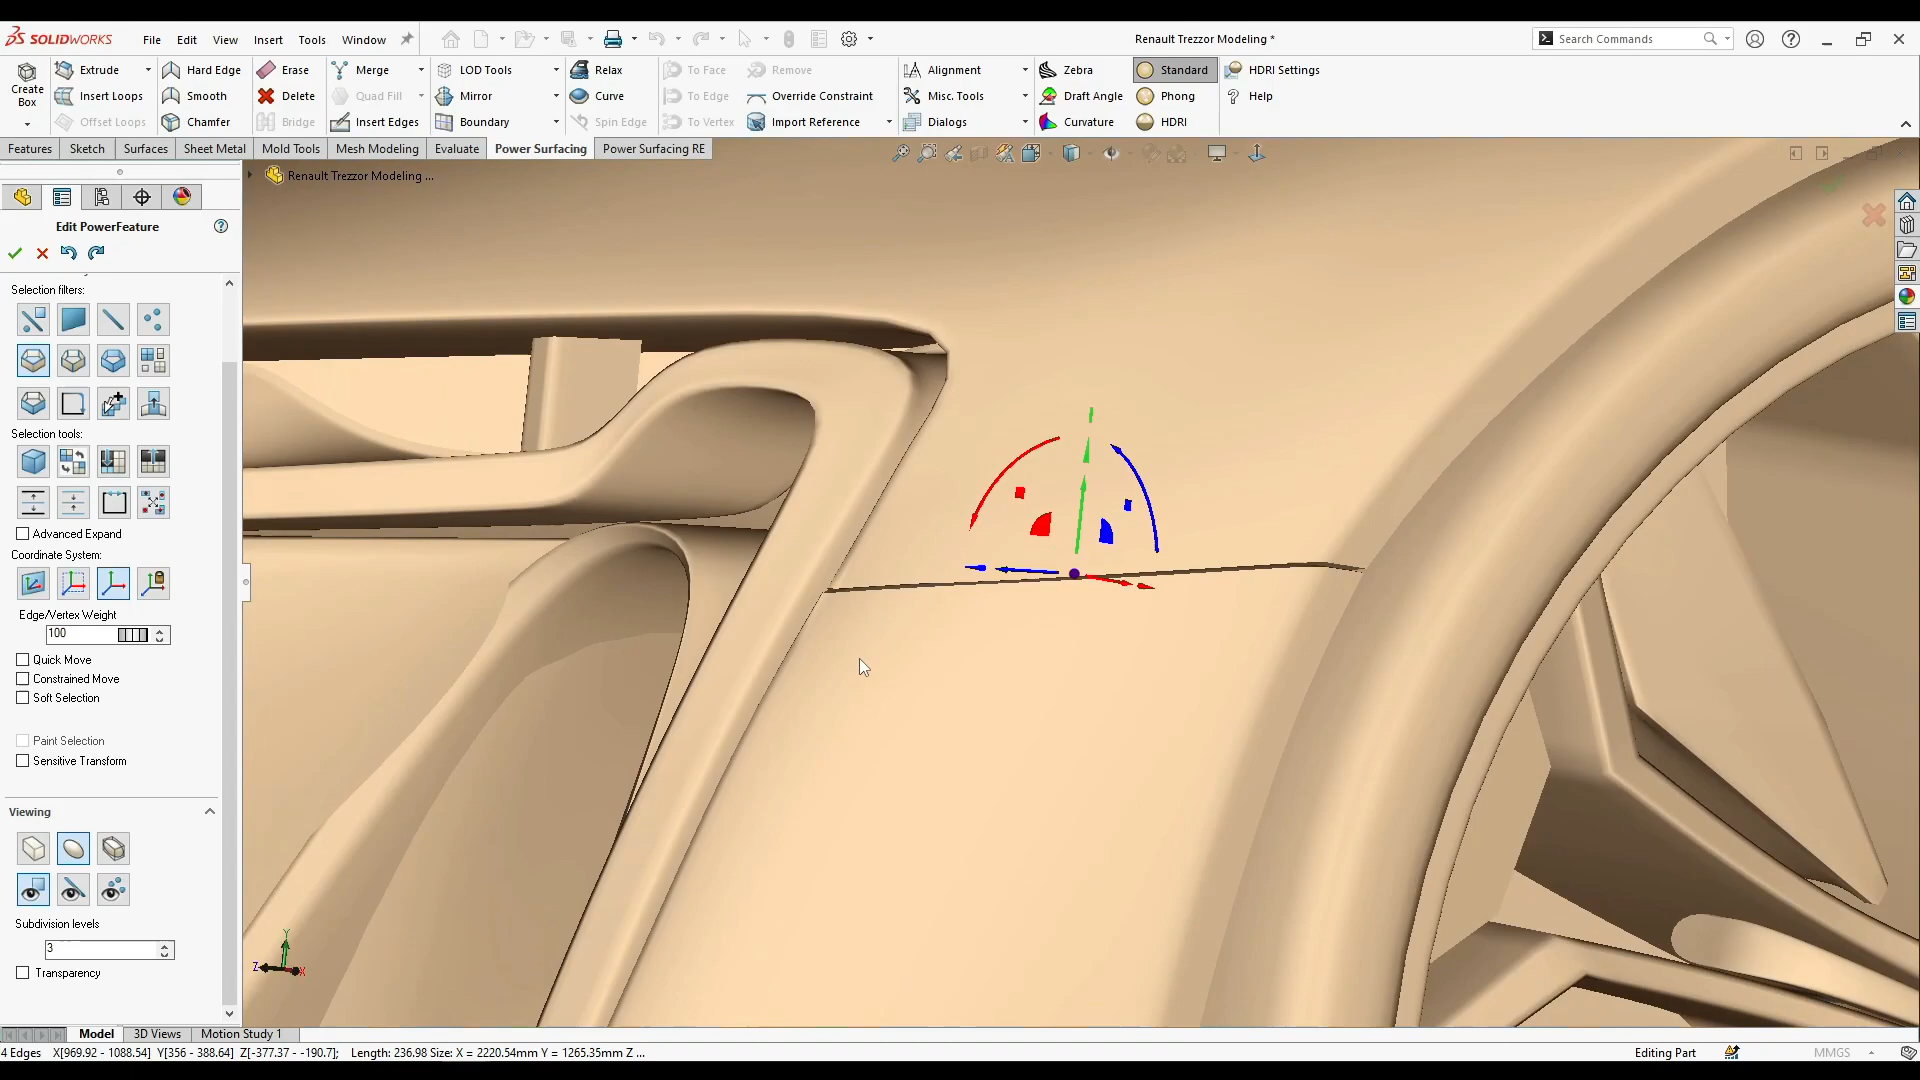 SOLIDWORKS File Edit View Insert Tools Window Renault Trezzor Modeling * Search Commands
Create Box
Extrude Hard Edge Erase Merge LOD Tools Relax To Face Remove Alignment Zebra Standard HDRI Settings
Insert Loops Smooth Delete Quad Fill Mirror Curve To Edge Override Constraint Misc. Tools Draft Angle Phong Help
Offset Loops Chamfer Bridge Insert Edges Boundary Spin Edge To Vertex Import Reference Dialogs Curvature HDRI
Features Sketch Surfaces Sheet Metal Mold Tools Mesh Modeling Evaluate Power Surfacing Power Surfacing RE
Renault Trezzor Modeling ...
Edit PowerFeature
Selection filters:
Selection tools:
Advanced Expand
Coordinate System:
Edge/Vertex Weight
100
Quick Move
Constrained Move
Soft Selection
Paint Selection
Sensitive Transform
Viewing
Subdivision levels
3
Transparency
Y
Z X
Model 3D Views Motion Study 1
4 Edges X[969.92 - 1088.54] Y[356 - 388.64] Z[-377.37 - -190.7]; Length: 236.98 Size: X = 2220.54mm Y = 1265.35mm Z ... Editing Part MMGS